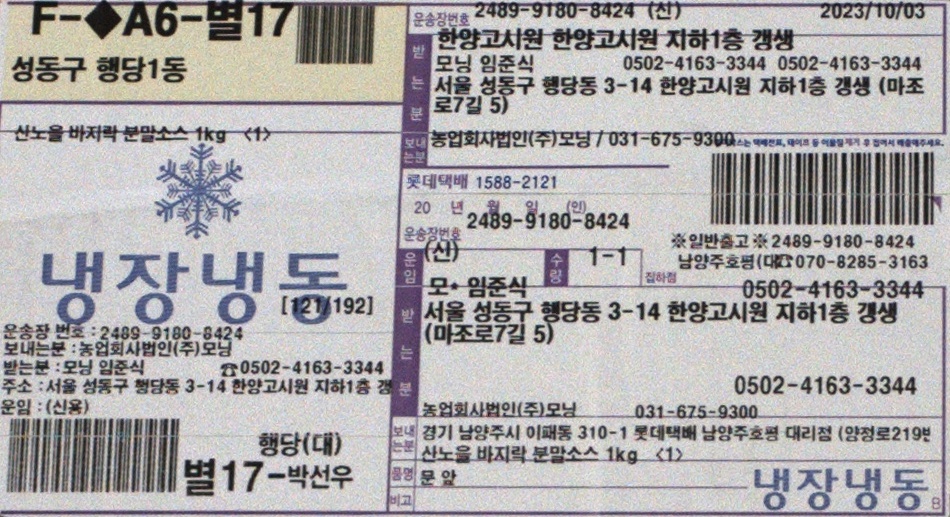 F-◆A6-별17
성동구 행당1동
산노을 바지락 분말소스 1kg <1>
냉장냉동
[121/192]
운송장 번호 : 2489-9180-8424
보내는분 : 농업회사법인(주)모닝
받는분 : 모닝 임준식 ☎0502-4163-3344
주소 : 서울 성동구 행당동 3-14 한양고시원 지하1층 갱
운임 : (신용)
행당(대)
별17-박선우
운송장번호 2489-9180-8424 (신) 2023/10/03
받는분
한양고시원 한양고시원 지하1층 갱생
모닝 임준식 0502-4163-3344 0502-4163-3344
서울 성동구 행당동 3-14 한양고시원 지하1층 갱생 (마조
로7길 5)
보내는분 농업회사법인(주)모닝 / 031-675-9300
롯데택배 1588-2121
20 년 월 일 (인)
운송장번호 2489-9180-8424
(신)
운임 수량 1-1 집하점
※일반출고※2489-9180-8424
남양주호평(대☎070-8285-3163
받는분
모* 임준식 0502-4163-3344
서울 성동구 행당동 3-14 한양고시원 지하1층 갱생
(마조로7길 5)
0502-4163-3344
농업회사법인(주)모닝 031-675-9300
보내는분 경기 남양주시 이패동 310-1 롯데택배 남양주호평 대리점 (양정로219번
산노을 바지락 분말소스 1kg <1>
품명 문 앞
비고
냉장냉동
B